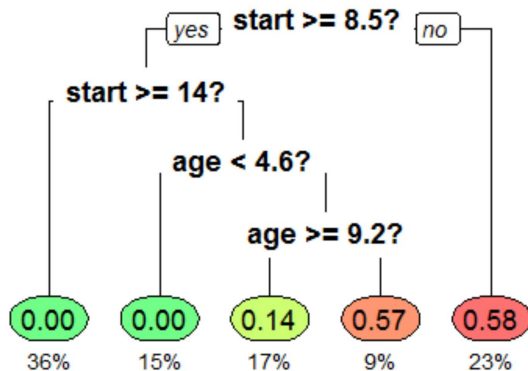 yes start >= 8.5? no
start >= 14?
age < 4.6?
age >= 9.2?
0.00 0.00 0.14 0.57 0.58
36% 15% 17% 9% 23%